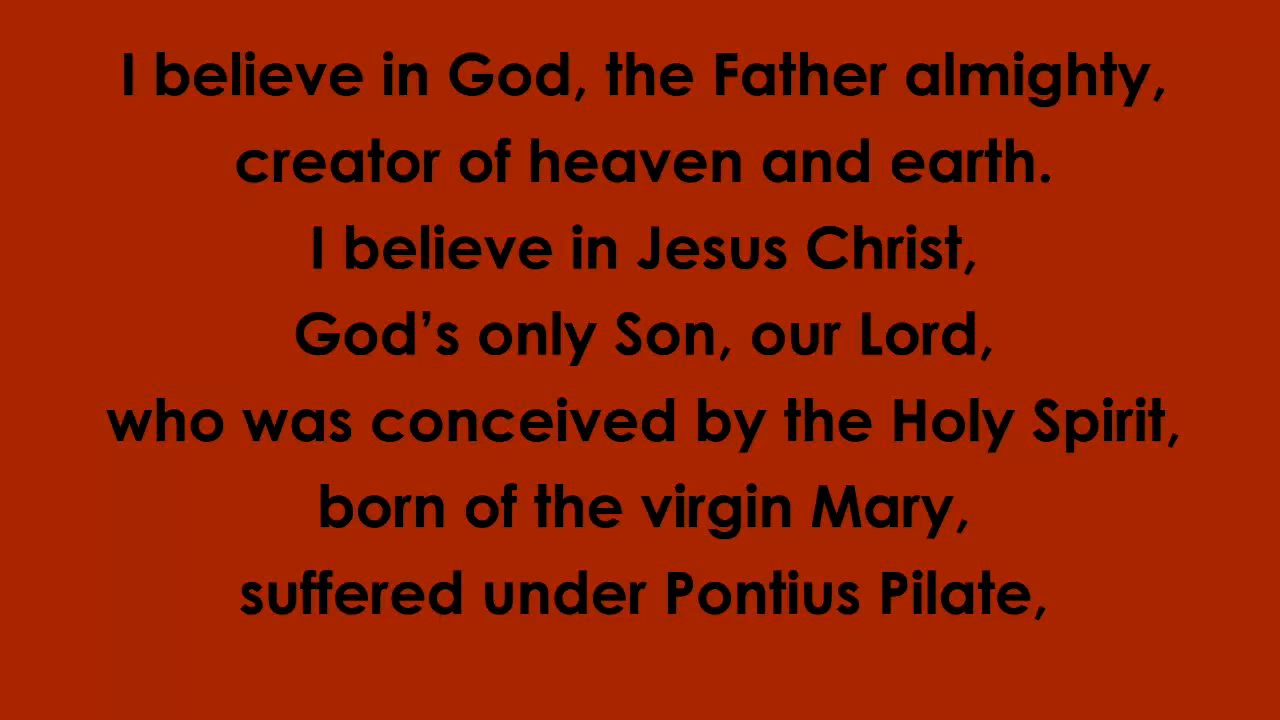 I believe in God, the Father almighty,
creator of heaven and earth.
I believe in Jesus Christ,
God’s only Son, our Lord,
who was conceived by the Holy Spirit,
born of the virgin Mary,
suffered under Pontius Pilate,